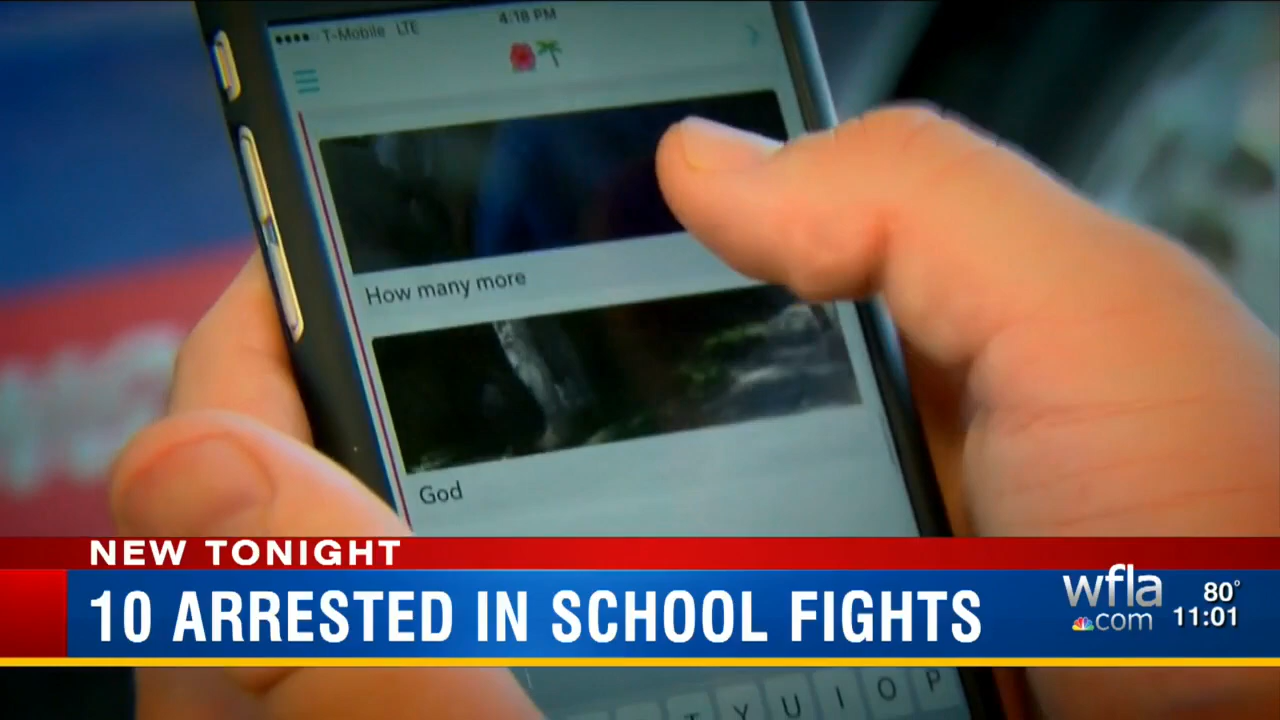 T-Mobile LTE
4:18 PM
How many more
God
NEW TONIGHT
10 ARRESTED IN SCHOOL FIGHTS
wfla
com
80°
11:01
T Y U I O P